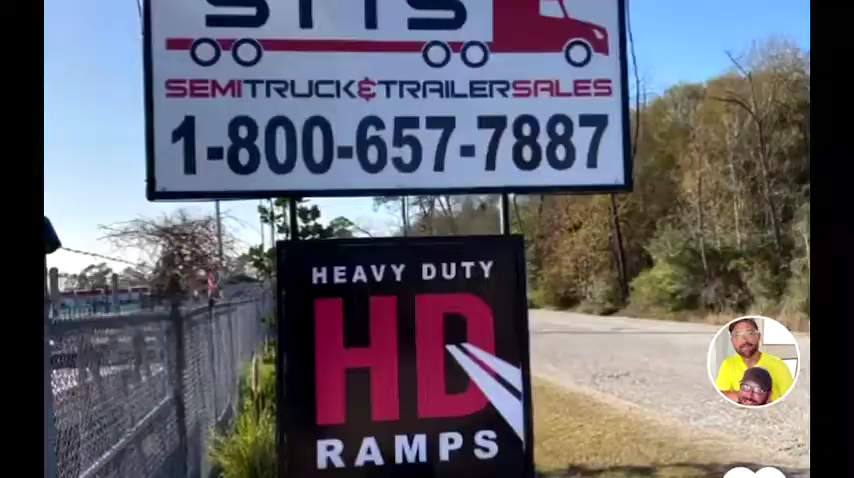 STTS
SEMITRUCK&TRAILERSALES
1-800-657-7887
HEAVY DUTY
HD
RAMPS